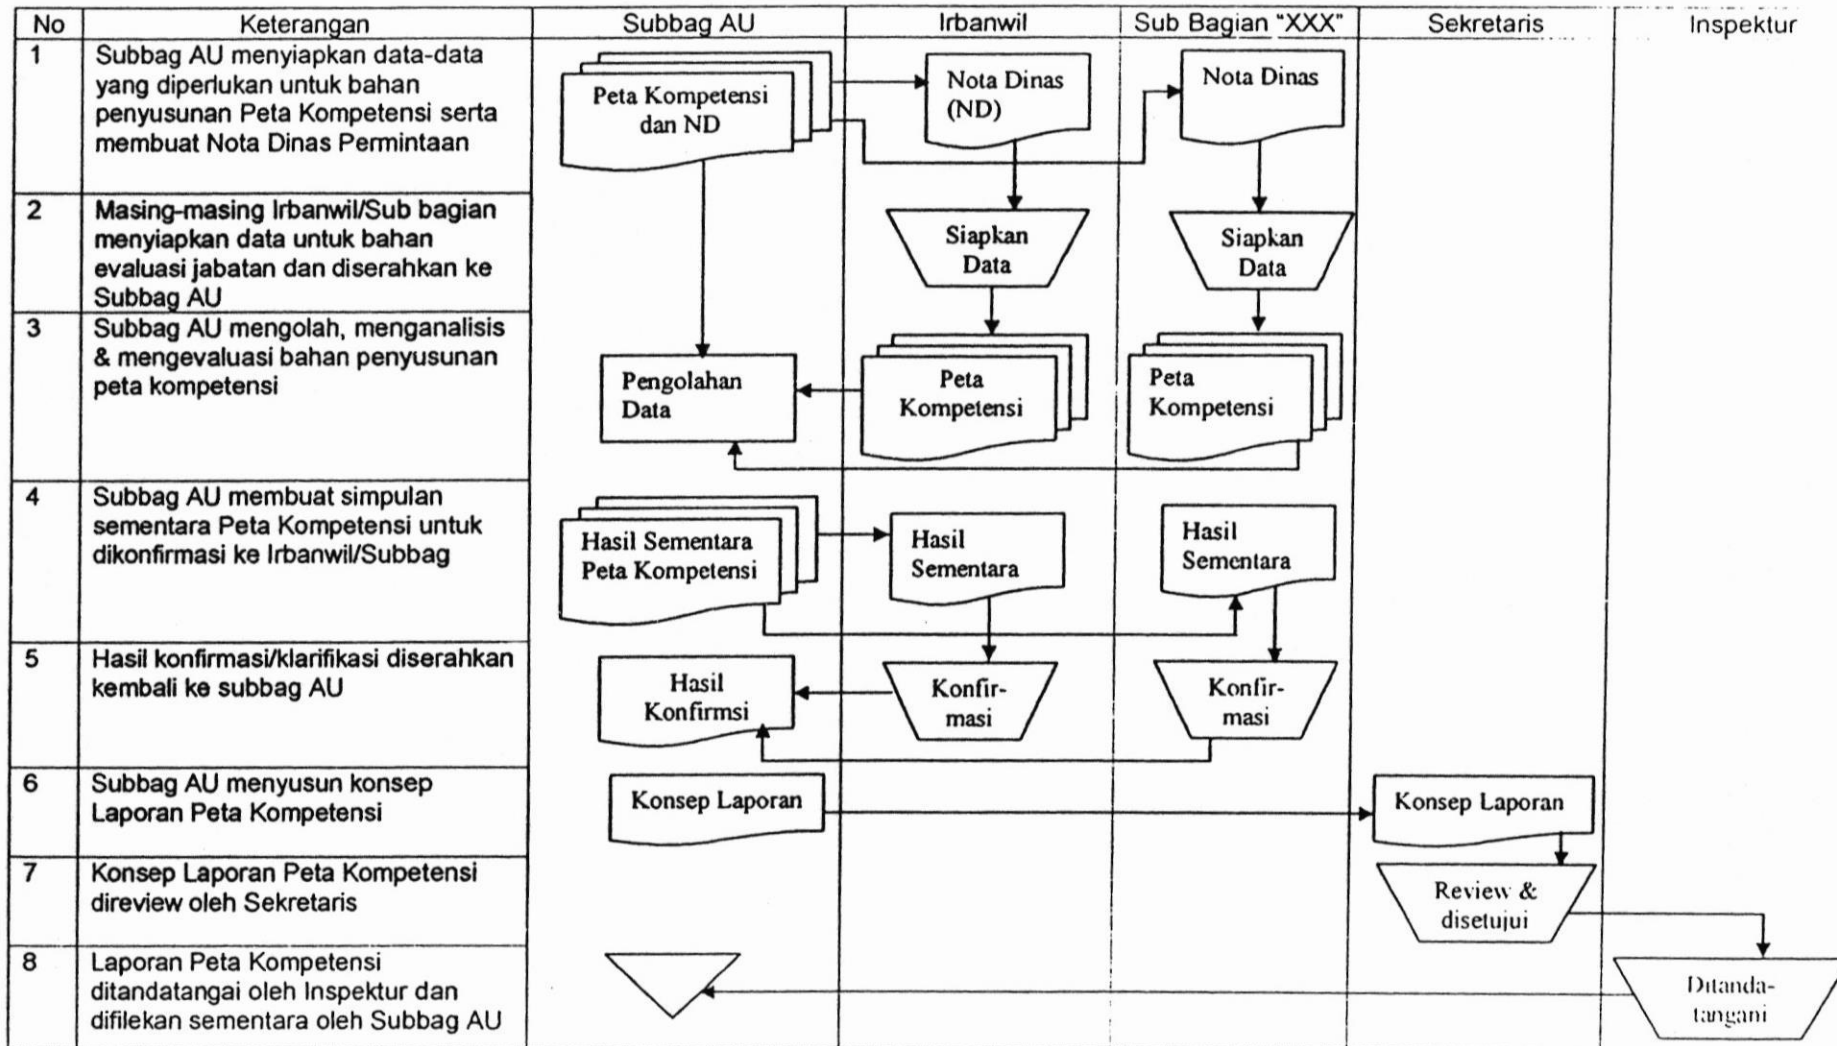 No
Keterangan
Subbag AU
Irbanwil
Sub Bagian "XXX"
Sekretaris
Inspektur
1
Subbag AU menyiapkan data-data
yang diperlukan untuk bahan
penyusunan Peta Kompetensi serta
membuat Nota Dinas Permintaan
Peta Kompetensi
dan ND
Nota Dinas
(ND)
Nota Dinas
2
Masing-masing Irbanwil/Sub bagian
menyiapkan data untuk bahan
evaluasi jabatan dan diserahkan ke
Subbag AU
Siapkan
Data
Siapkan
Data
3
Subbag AU mengolah, menganalisis
& mengevaluasi bahan penyusunan
peta kompetensi
Pengolahan
Data
Peta
Kompetensi
Peta
Kompetensi
4
Subbag AU membuat simpulan
sementara Peta Kompetensi untuk
dikonfirmasi ke Irbanwil/Subbag
Hasil Sementara
Peta Kompetensi
Hasil
Sementara
Hasil
Sementara
5
Hasil konfirmasi/klarifikasi diserahkan
kembali ke subbag AU
Hasil
Konfirmsi
Konfir-
masi
Konfir-
masi
6
Subbag AU menyusun konsep
Laporan Peta Kompetensi
Konsep Laporan
Konsep Laporan
7
Konsep Laporan Peta Kompetensi
direview oleh Sekretaris
Review &
disetujui
8
Laporan Peta Kompetensi
ditandatangai oleh Inspektur dan
difilekan sementara oleh Subbag AU
Ditanda-
tangani